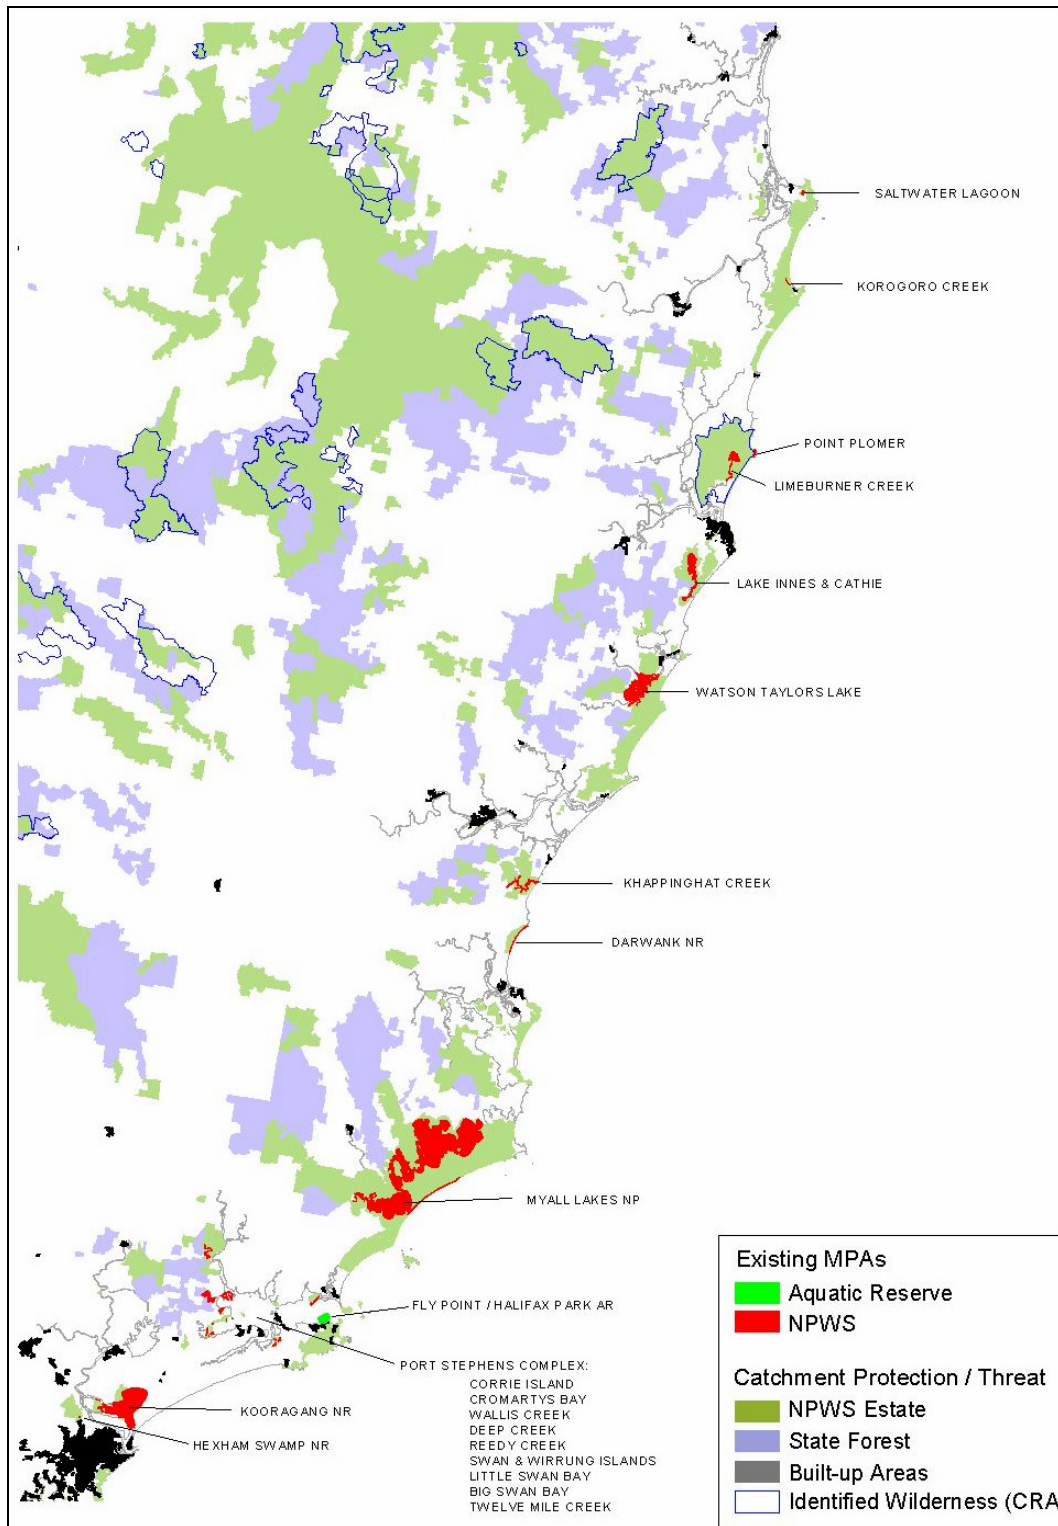 SALTWATER LAGOON
KOROGORO CREEK
POINT PLOMER
LIMEBURNER CREEK
LAKE INNES & CATHIE
WATSON TAYLORS LAKE
KHAPPINGHAT CREEK
DARWANK NR
MYALL LAKES NP
FLY POINT / HALIFAX PARK AR
PORT STEPHENS COMPLEX:
CORRIE ISLAND
CROMARTYS BAY
WALLIS CREEK
DEEP CREEK
REEDY CREEK
SWAN & WIRRUNG ISLANDS
LITTLE SWAN BAY
BIG SWAN BAY
TWELVE MILE CREEK
KOORAGANG NR
HEXHAM SWAMP NR
Existing MPAs
Aquatic Reserve
NPWS
Catchment Protection / Threat
NPWS Estate
State Forest
Built-up Areas
Identified Wilderness (CRA